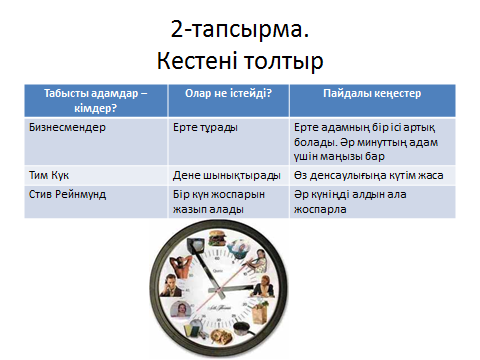 2-тапсырма.
Кестені толтыр
Табысты адамдар –
кімдер?
Олар не істейді?
Пайдалы кеңестер
Бизнесмендер
Ерте тұрады
Ерте адамның бір ісі артық
болады. Әр минуттың адам
үшін маңызы бар
Тим Кук
Дене шынықтырады
Өз денсаулығыңа күтім жаса
Стив Рейнмунд
Бір күн жоспарын
жазып алады
Әр күніңді алдын ала
жоспарла